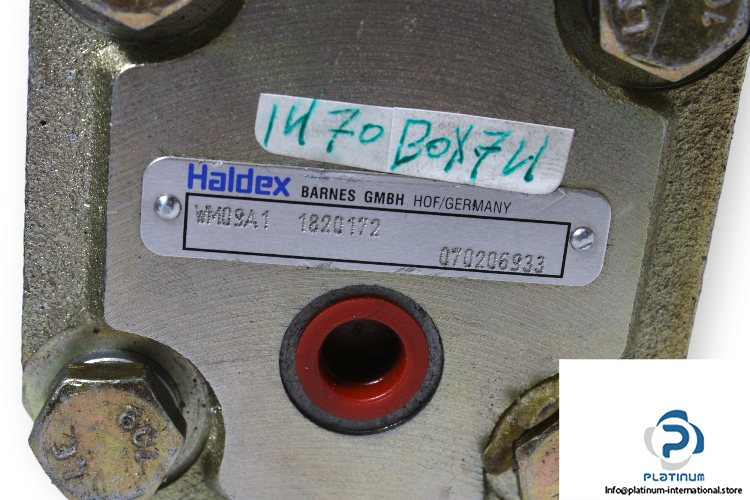 1470 BOX74
Haldex BARNES GMBH HOF/GERMANY
WM09A1 1820172
070206933
PLATINUM
Info@platinum-international.store